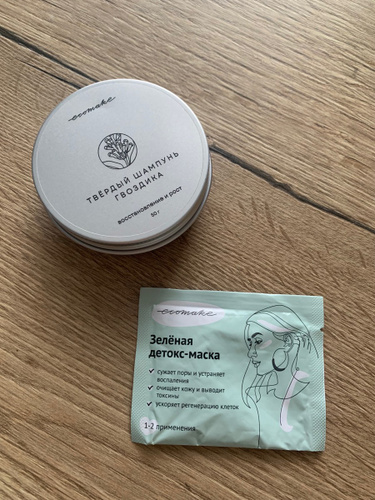 ecomake
ТВЁРДЫЙ ШАМПУНЬ
ГВОЗДИКА
ВОССТАНОВЛЕНИЕ И РОСТ
50 г
ecomake
Зелёная
детокс-маска
✓ сужает поры и устраняет
воспаления
✓ очищает кожу и выводит
токсины
✓ ускоряет регенерацию клеток
1-2 применения